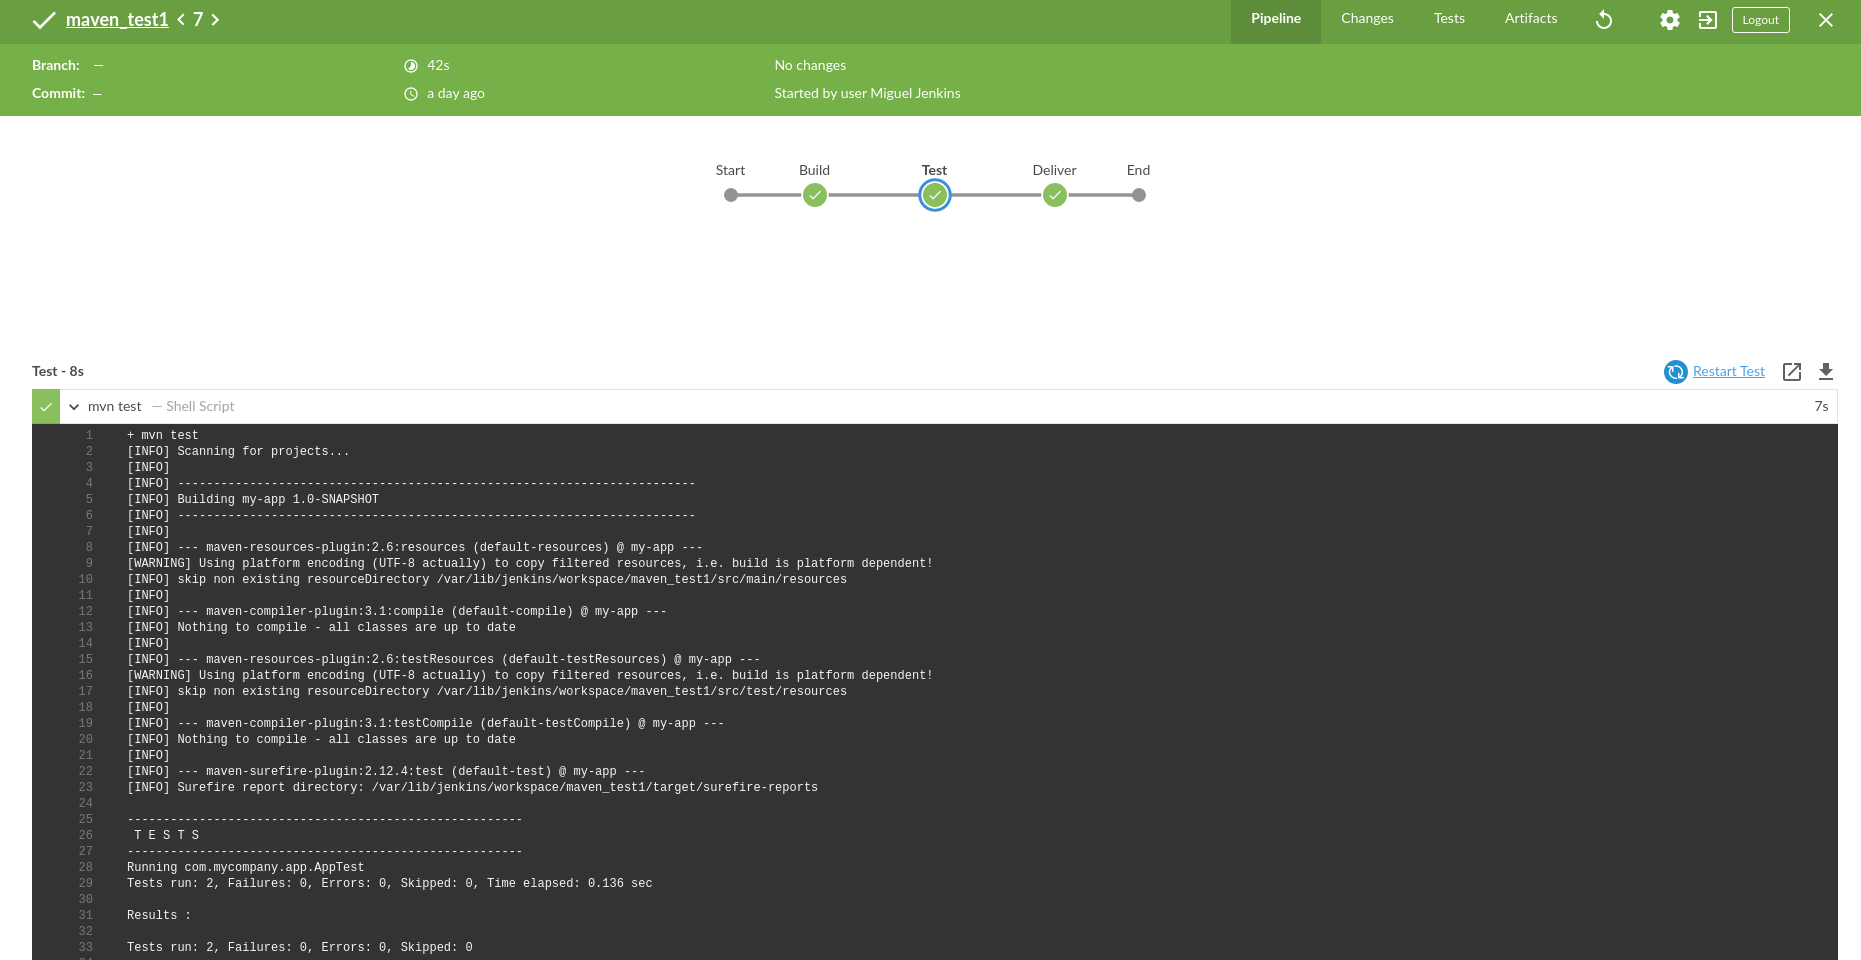 maven_test1 < 7 >
Pipeline Changes Tests Artifacts Logout
Branch: — 42s No changes
Commit: — a day ago Started by user Miguel Jenkins
Start Build Test Deliver End
Test - 8s Restart Test
mvn test — Shell Script 7s
1 + mvn test
2 [INFO] Scanning for projects...
3 [INFO]
4 [INFO] ------------------------------------------------------------------------
5 [INFO] Building my-app 1.0-SNAPSHOT
6 [INFO] ------------------------------------------------------------------------
7 [INFO]
8 [INFO] --- maven-resources-plugin:2.6:resources (default-resources) @ my-app ---
9 [WARNING] Using platform encoding (UTF-8 actually) to copy filtered resources, i.e. build is platform dependent!
10 [INFO] skip non existing resourceDirectory /var/lib/jenkins/workspace/maven_test1/src/main/resources
11 [INFO]
12 [INFO] --- maven-compiler-plugin:3.1:compile (default-compile) @ my-app ---
13 [INFO] Nothing to compile - all classes are up to date
14 [INFO]
15 [INFO] --- maven-resources-plugin:2.6:testResources (default-testResources) @ my-app ---
16 [WARNING] Using platform encoding (UTF-8 actually) to copy filtered resources, i.e. build is platform dependent!
17 [INFO] skip non existing resourceDirectory /var/lib/jenkins/workspace/maven_test1/src/test/resources
18 [INFO]
19 [INFO] --- maven-compiler-plugin:3.1:testCompile (default-testCompile) @ my-app ---
20 [INFO] Nothing to compile - all classes are up to date
21 [INFO]
22 [INFO] --- maven-surefire-plugin:2.12.4:test (default-test) @ my-app ---
23 [INFO] Surefire report directory: /var/lib/jenkins/workspace/maven_test1/target/surefire-reports
24
25 -------------------------------------------------------
26 T E S T S
27 -------------------------------------------------------
28 Running com.mycompany.app.AppTest
29 Tests run: 2, Failures: 0, Errors: 0, Skipped: 0, Time elapsed: 0.136 sec
30
31 Results :
32
33 Tests run: 2, Failures: 0, Errors: 0, Skipped: 0